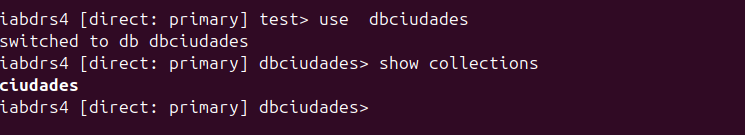 iabdrs4 [direct: primary] test> use  dbciudades
switched to db dbciudades
iabdrs4 [direct: primary] dbciudades> show collections
ciudades
iabdrs4 [direct: primary] dbciudades>